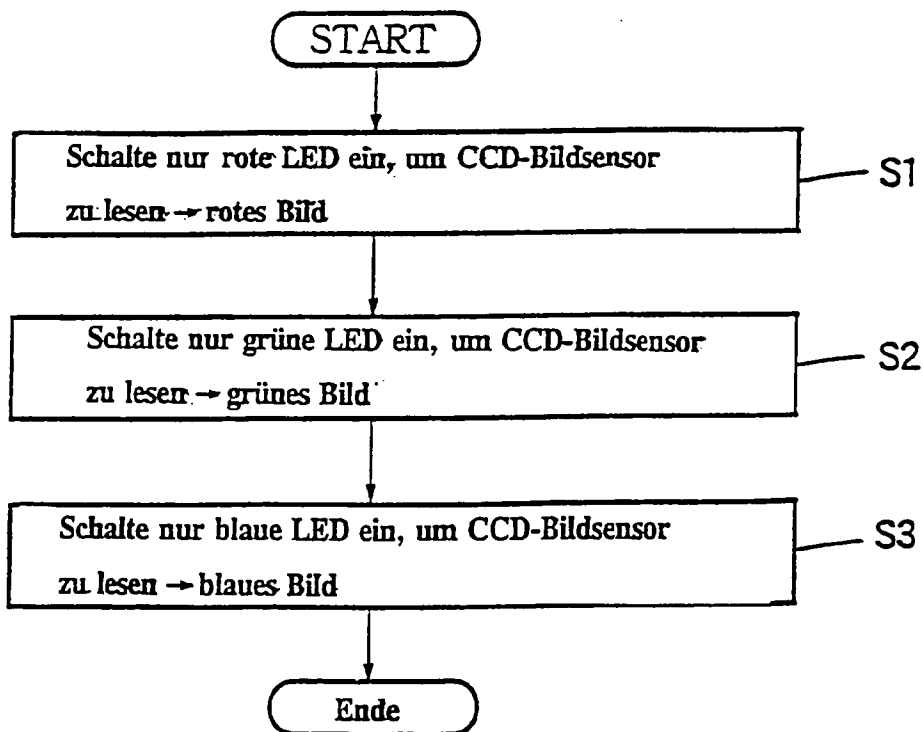 START
Schalte nur rote LED ein, um CCD-Bildsensor
zu lesen → rotes Bild
S1
Schalte nur grüne LED ein, um CCD-Bildsensor
zu lesen → grünes Bild
S2
Schalte nur blaue LED ein, um CCD-Bildsensor
zu lesen → blaues Bild
S3
Ende